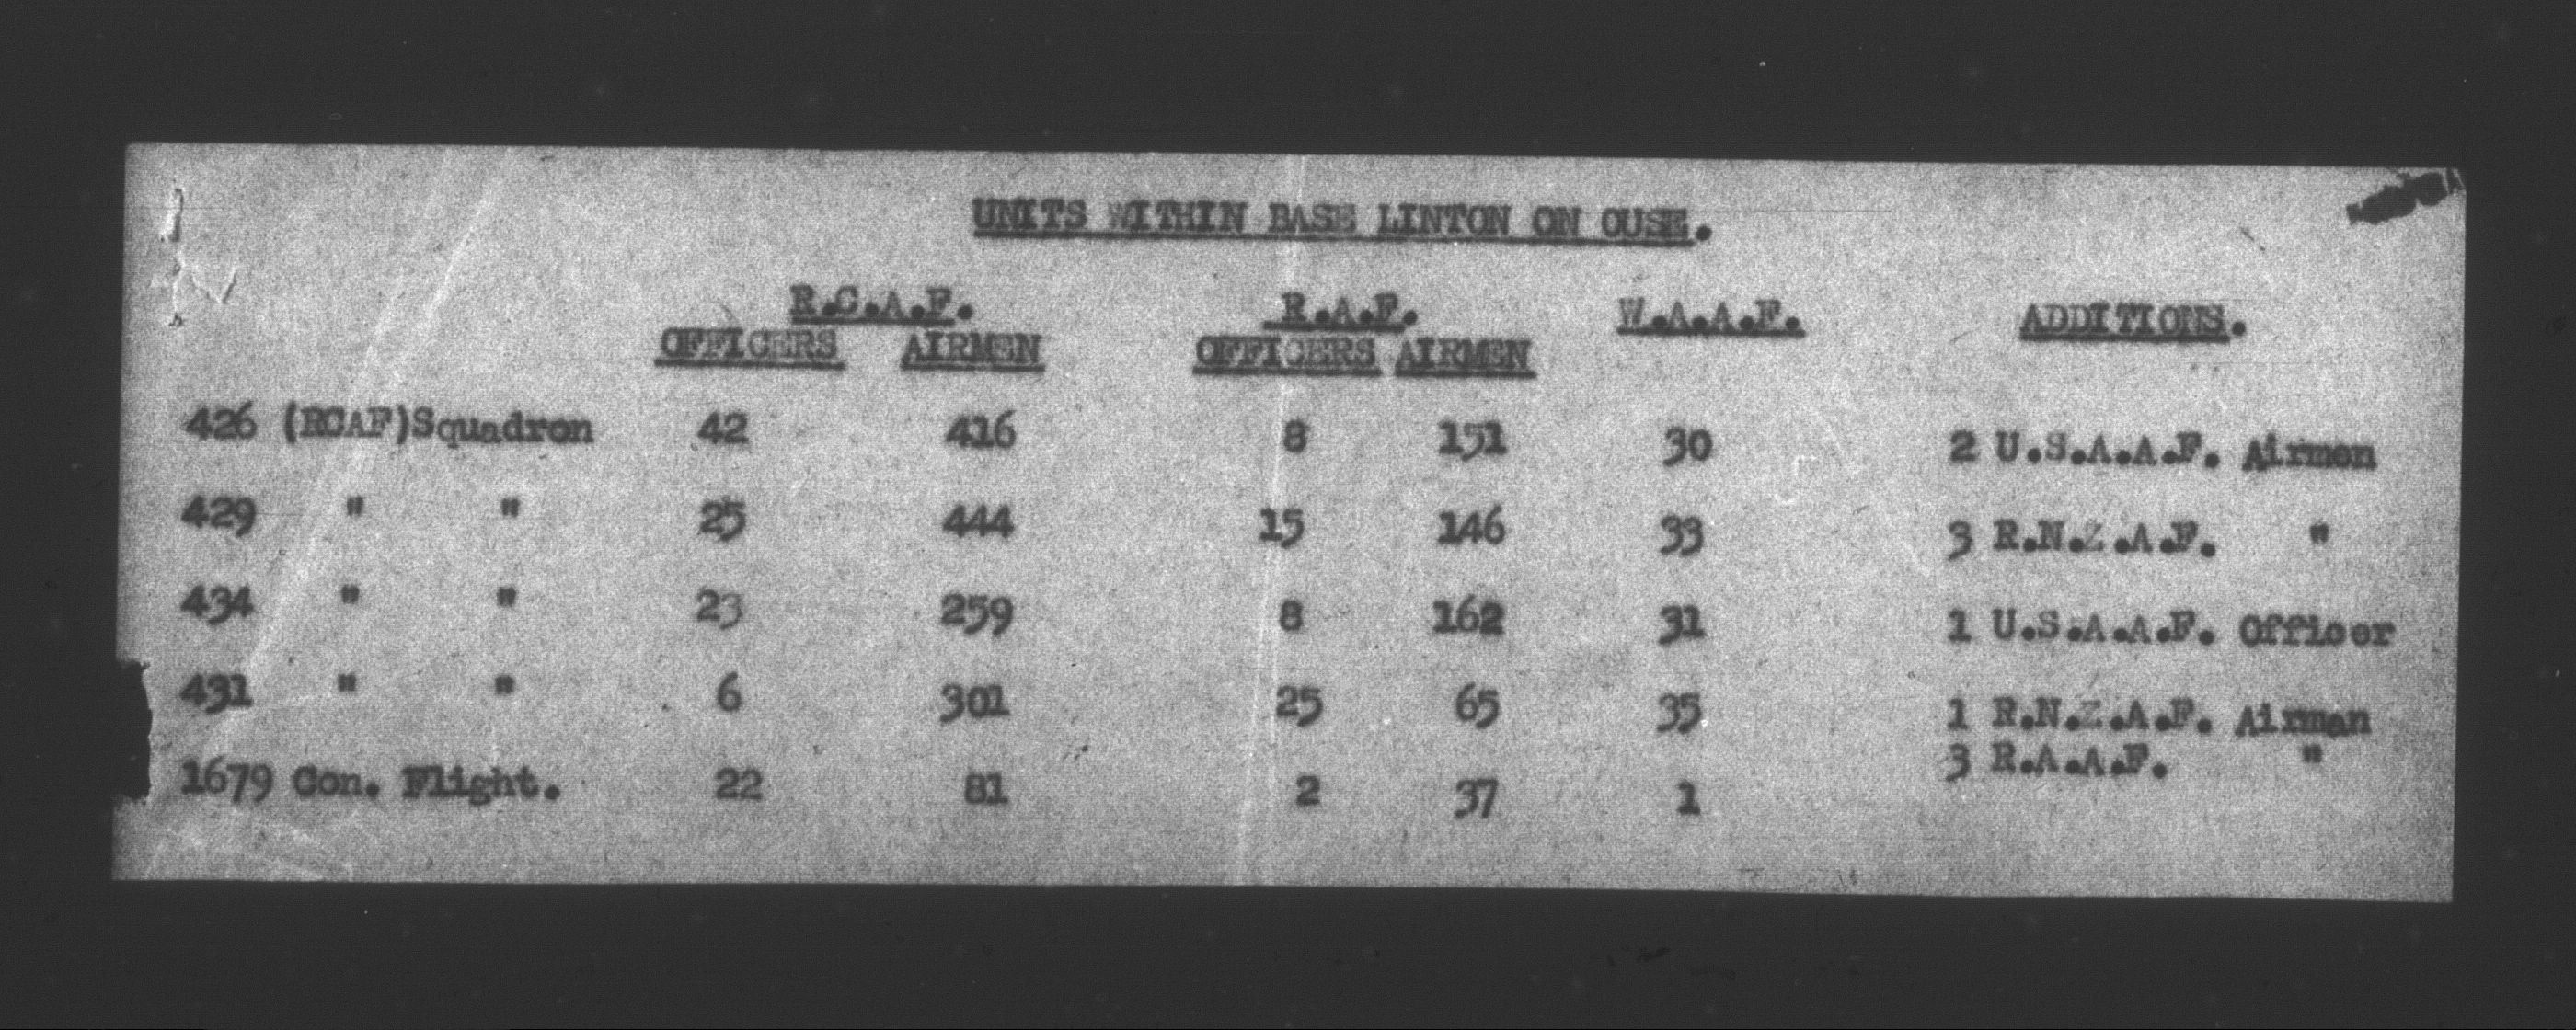 UNITS WITHIN BASE LINTON ON OUSE.
R.C.A.F. R.A.F. W.A.A.F. ADDITIONS.
OFFICERS AIRMEN OFFICERS AIRMEN
426 (RCAF)Squadron 42 416 8 151 30 2 U.S.A.A.F. Airmen
429 " " 25 444 15 146 33 3 R.N.Z.A.F. "
434 " " 23 259 8 162 31 1 U.S.A.A.F. Officer
431 " " 6 301 25 65 35 1 R.N.Z.A.F. Airman
3 R.A.A.F. "
1679 Con. Flight. 22 81 2 37 1